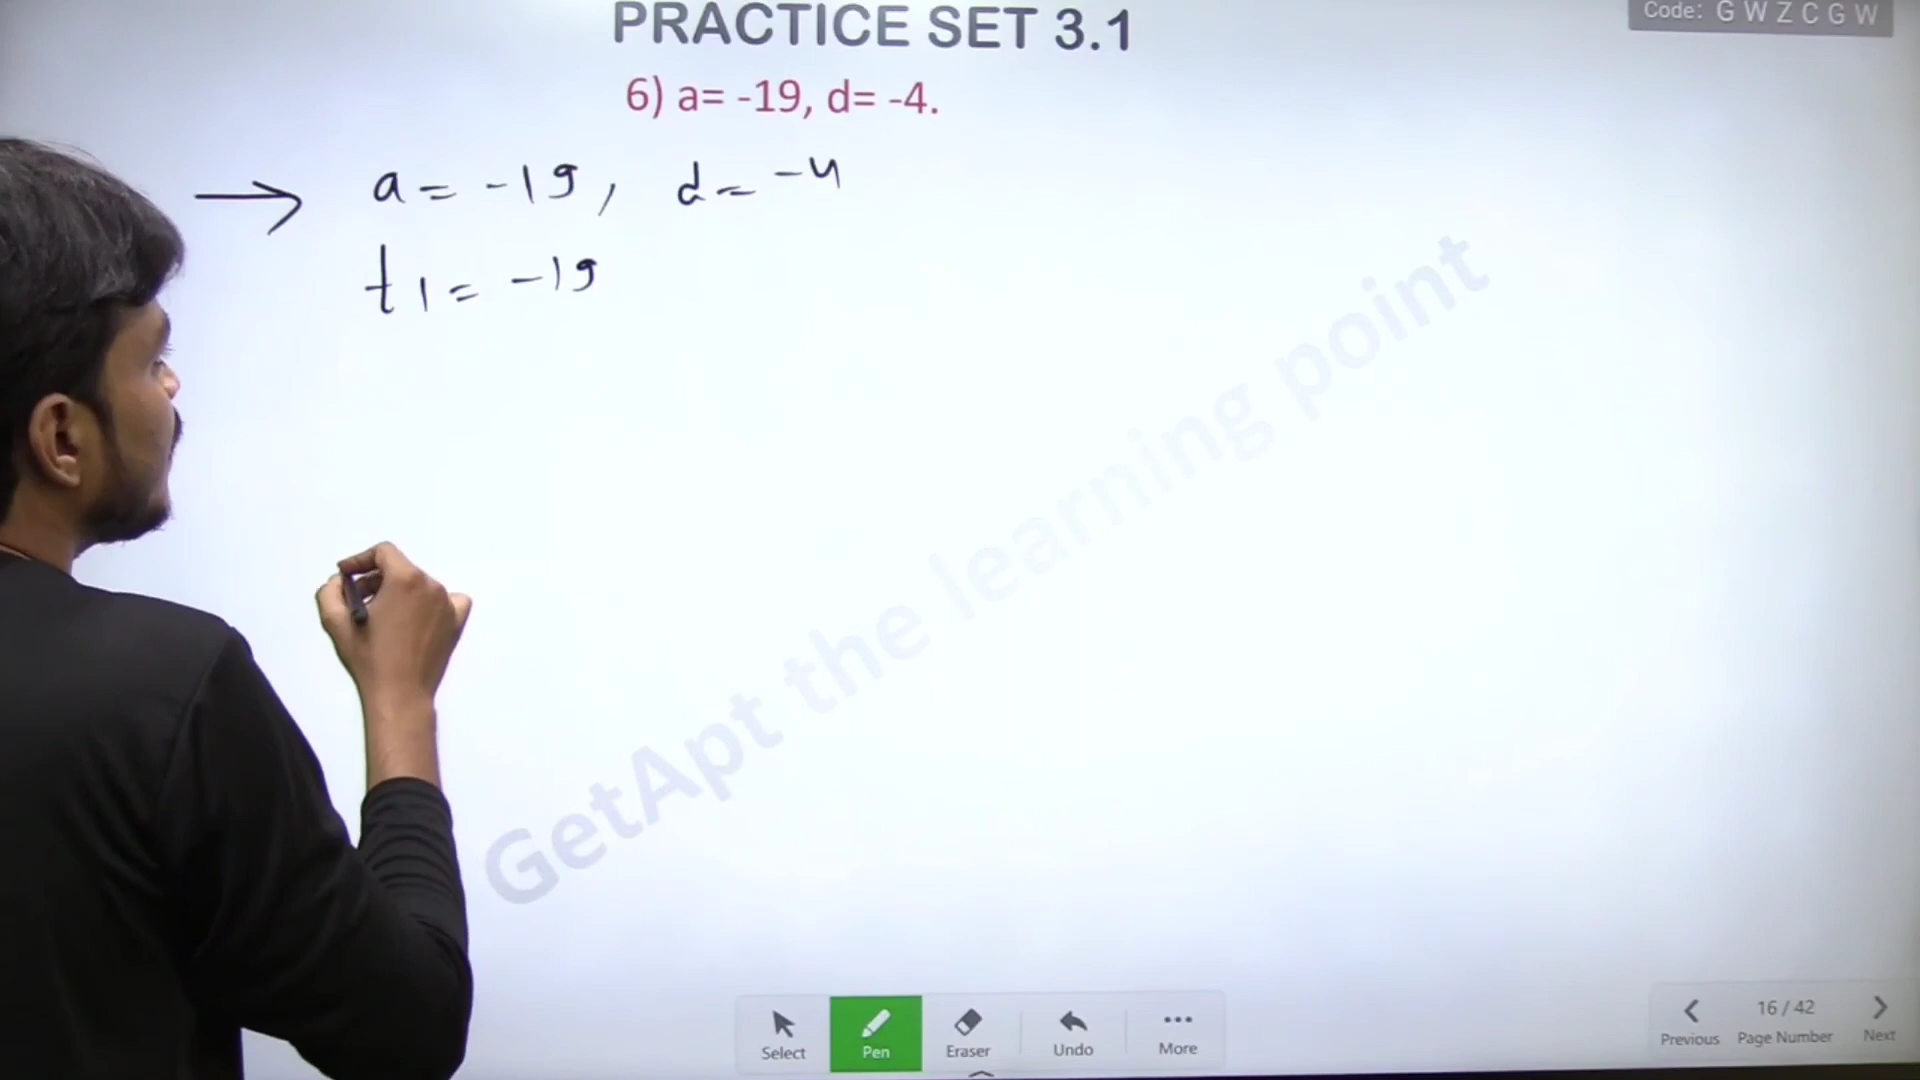 PRACTICE SET 3.1
Code: G W Z C G W
6) a= -19, d= -4.
→ a = -19, d = -4
t1 = -19
GetApt the learning point
Select
Pen
Eraser
Undo
More
Previous
16 / 42
Page Number
Next